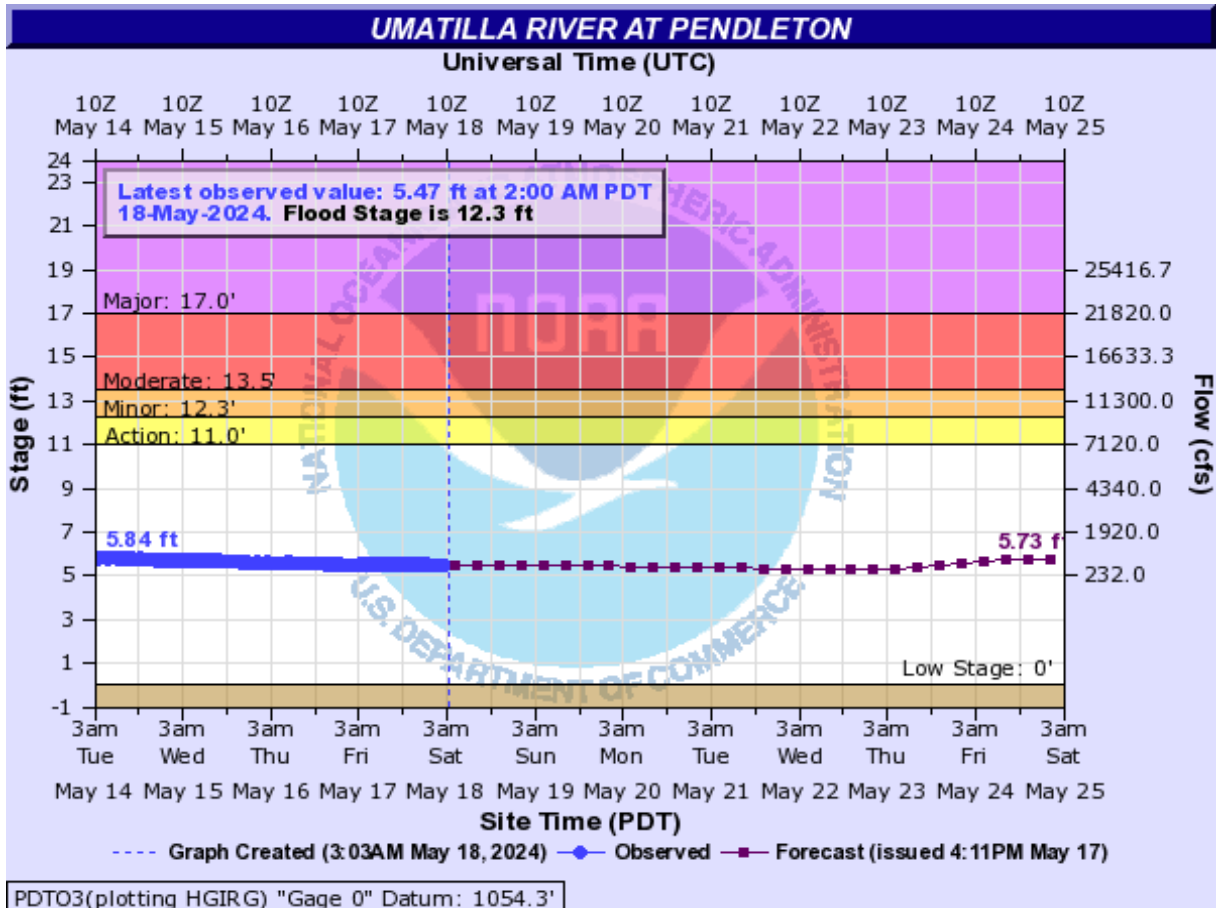 UMATILLA RIVER AT PENDLETON
Universal Time (UTC)
10Z 10Z 10Z 10Z 10Z 10Z 10Z 10Z 10Z 10Z 10Z 10Z
May 14 May 15 May 16 May 17 May 18 May 19 May 20 May 21 May 22 May 23 May 24 May 25
Latest observed value: 5.47 ft at 2:00 AM PDT
18-May-2024. Flood Stage is 12.3 ft
Stage (ft)
24
23
21
19
17
15
13
11
9
7
5
3
1
-1
Major: 17.0'
Moderate: 13.5'
Minor: 12.3'
Action: 11.0'
5.84 ft
5.73 f
Low Stage: 0'
NATIONAL OCEANIC AND ATMOSPHERIC ADMINISTRATION
NOAA
U.S. DEPARTMENT OF COMMERCE
25416.7
21820.0
16633.3
11300.0
7120.0
4340.0
1920.0
232.0
Flow (cfs)
3am 3am 3am 3am 3am 3am 3am 3am 3am 3am 3am 3am
Tue Wed Thu Fri Sat Sun Mon Tue Wed Thu Fri Sat
May 14 May 15 May 16 May 17 May 18 May 19 May 20 May 21 May 22 May 23 May 24 May 25
Site Time (PDT)
Graph Created (3:03AM May 18, 2024) Observed Forecast (issued 4:11PM May 17)
PDTO3(plotting HGIRG) "Gage 0" Datum: 1054.3'